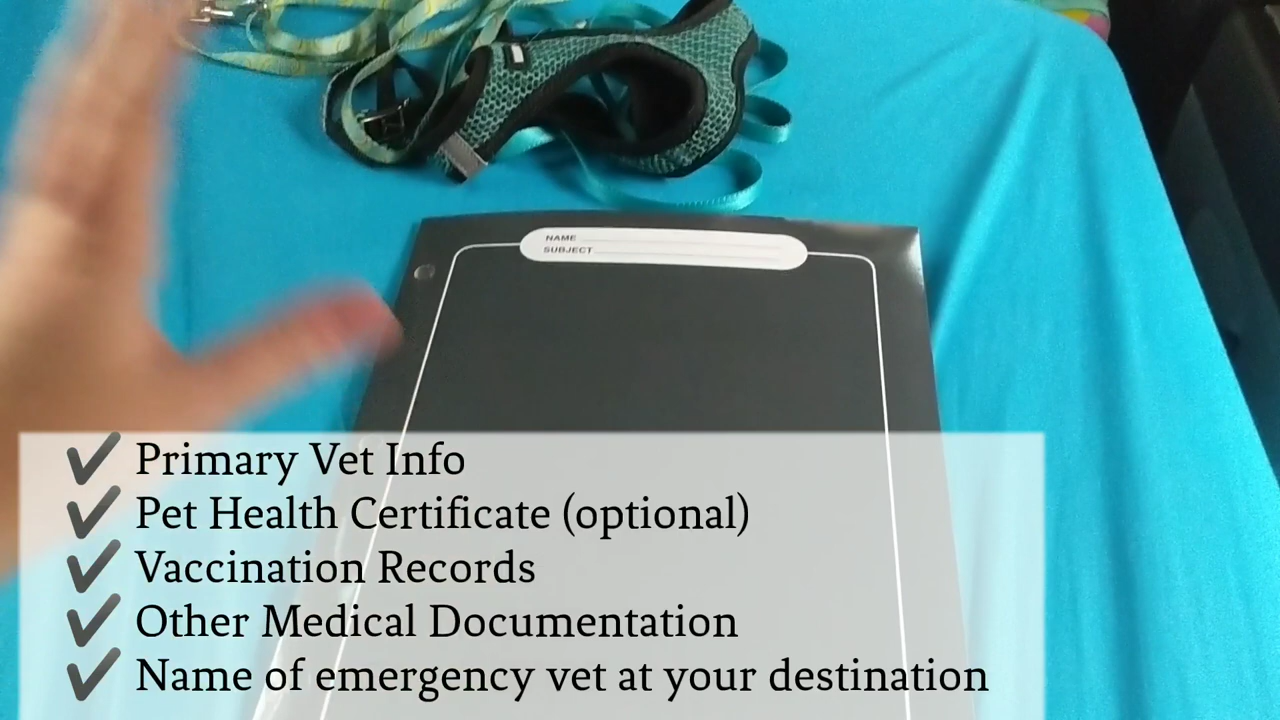 NAME
SUBJECT
✔ Primary Vet Info
✔ Pet Health Certificate (optional)
✔ Vaccination Records
✔ Other Medical Documentation
✔ Name of emergency vet at your destination